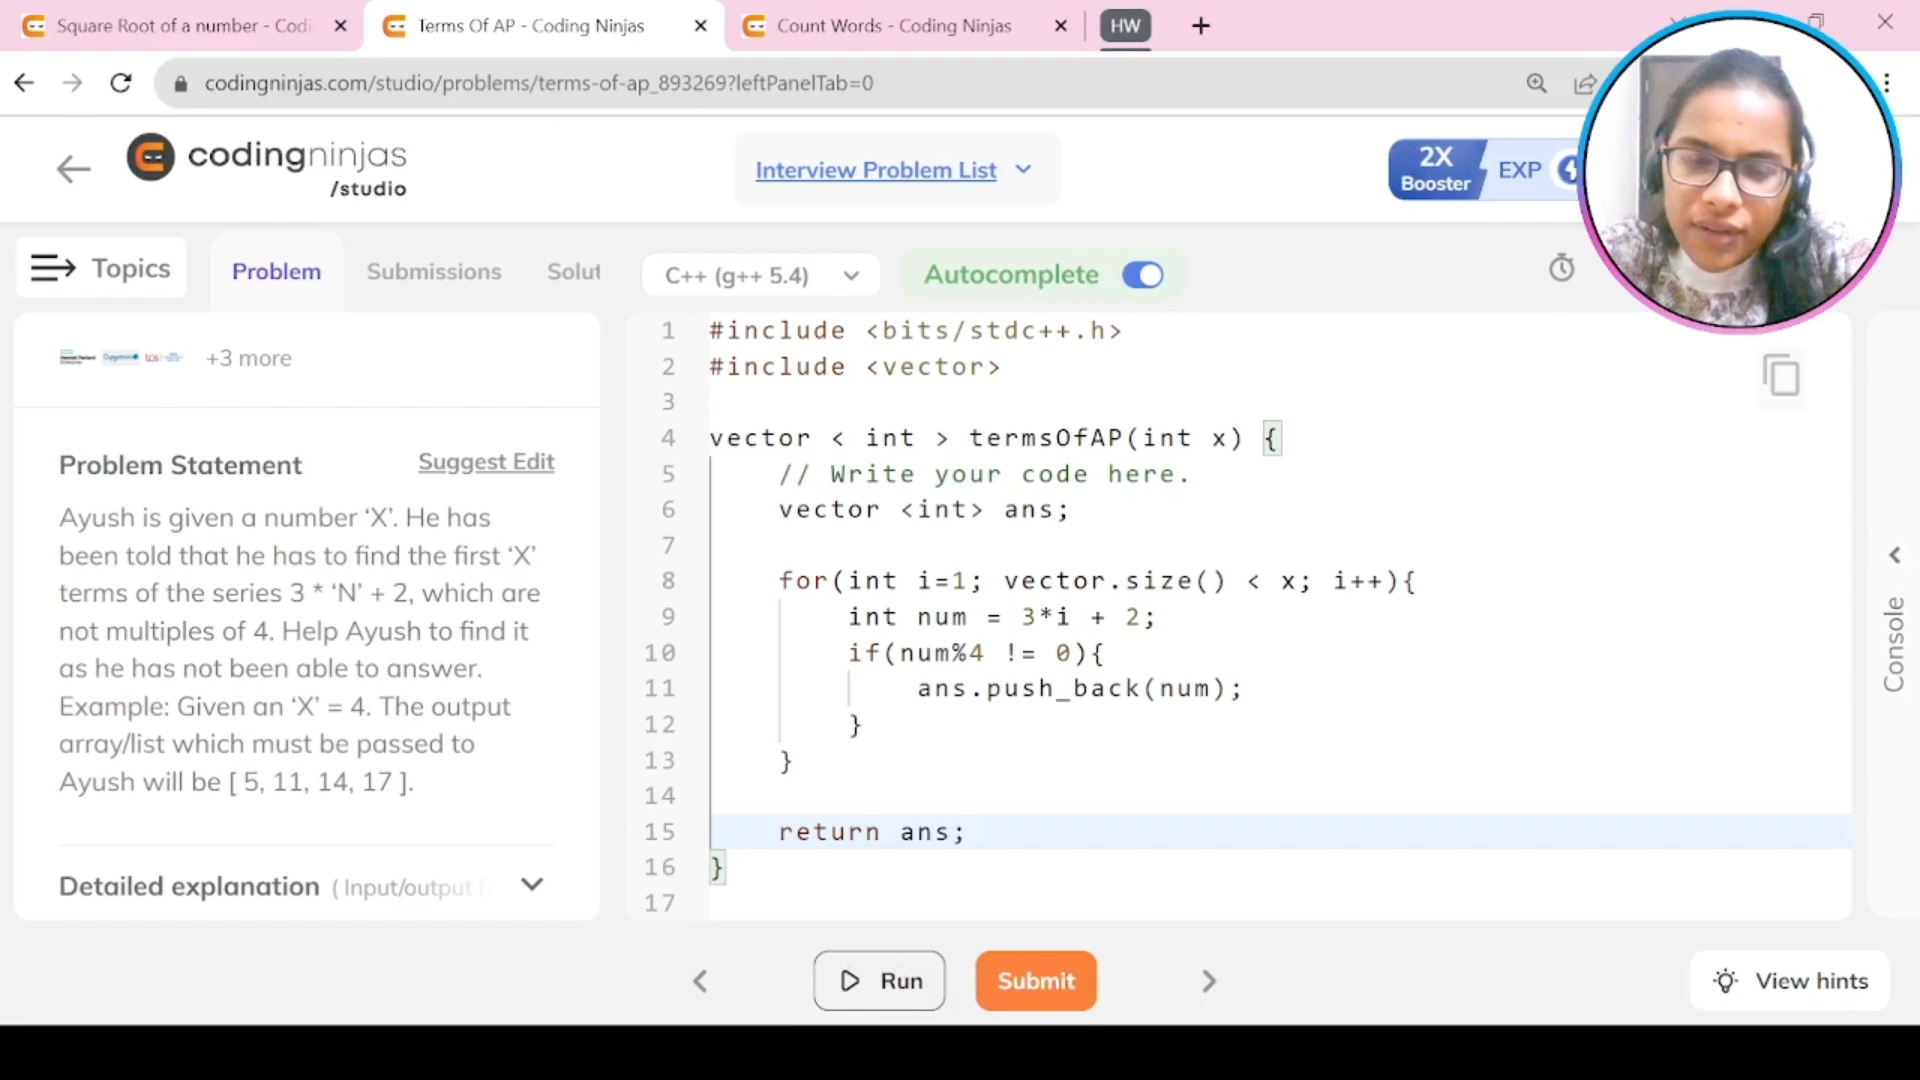 Square Root of a number - Codi
Terms Of AP - Coding Ninjas
Count Words - Coding Ninjas
HW
codingninjas.com/studio/problems/terms-of-ap_893269?leftPanelTab=0
codingninjas
/studio
Interview Problem List
2X
Booster
EXP
Topics
Problem
Submissions
Solut
C++ (g++ 5.4)
Autocomplete
+3 more
Problem Statement
Suggest Edit
Ayush is given a number ‘X’. He has
been told that he has to find the first ‘X’
terms of the series 3 * ‘N’ + 2, which are
not multiples of 4. Help Ayush to find it
as he has not been able to answer.
Example: Given an ‘X’ = 4. The output
array/list which must be passed to
Ayush will be [ 5, 11, 14, 17 ].
Detailed explanation ( Input/output f
1 #include <bits/stdc++.h>
2 #include <vector>
3
4 vector < int > termsOfAP(int x) {
5 // Write your code here.
6 vector <int> ans;
7
8 for(int i=1; vector.size() < x; i++){
9 int num = 3*i + 2;
10 if(num%4 != 0){
11 ans.push_back(num);
12 }
13 }
14
15 return ans;
16 }
17
Console
Run
Submit
View hints